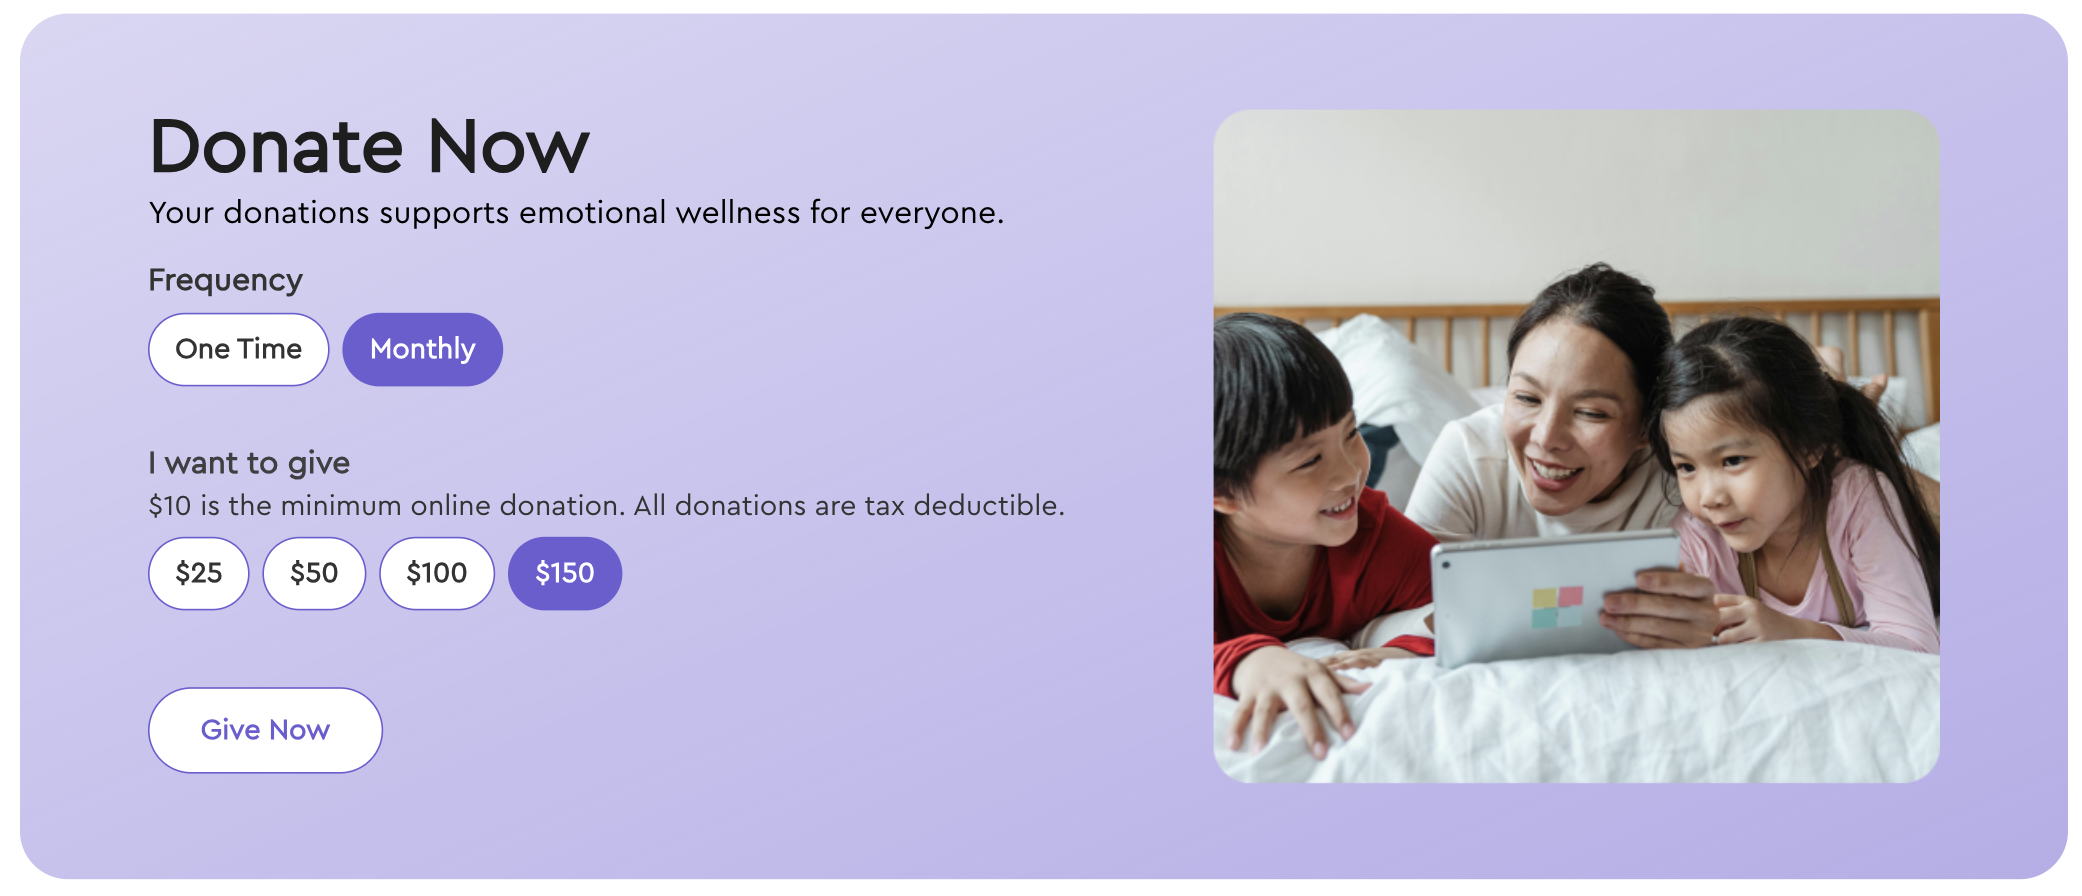 Donate Now
Your donations supports emotional wellness for everyone.
Frequency
One Time Monthly
I want to give
$10 is the minimum online donation. All donations are tax deductible.
$25 $50 $100 $150
Give Now